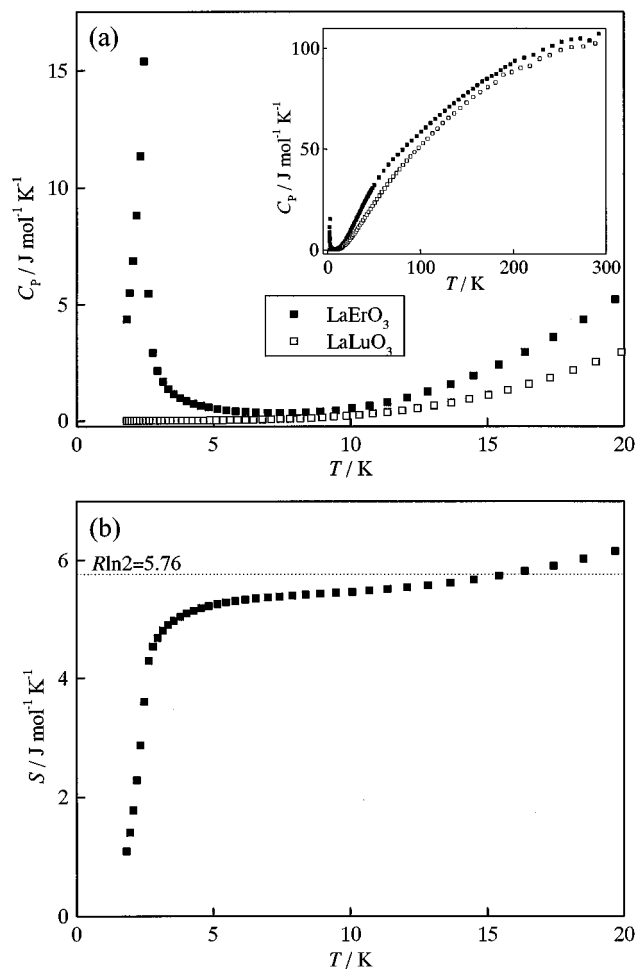 (a)
15
10
5
0
C_P / J mol⁻¹ K⁻¹
0 5 10 15 20
T / K
100
50
0
C_P / J mol⁻¹ K⁻¹
0 100 200 300
T / K
LaErO₃
LaLuO₃
(b)
Rln2=5.76
6
4
2
0
S / J mol⁻¹ K⁻¹
0 5 10 15 20
T / K